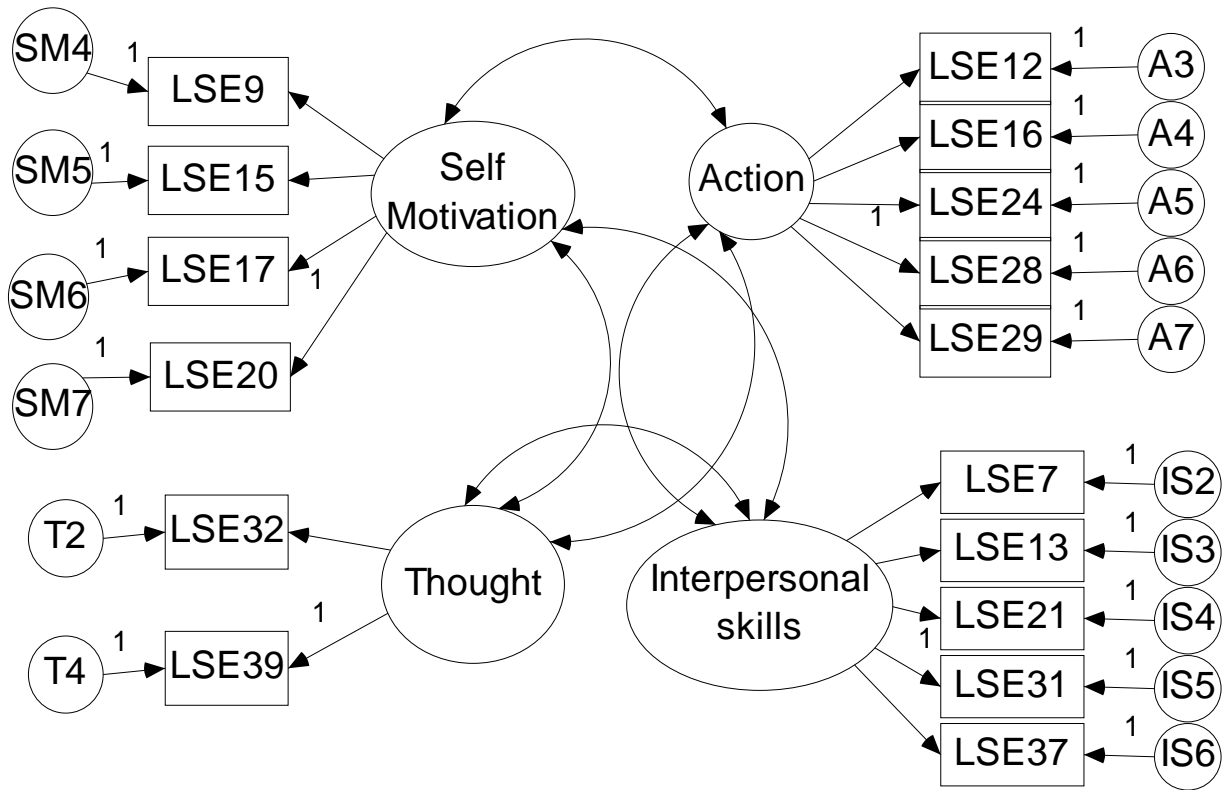 SM4
1
LSE9
SM5
1
LSE15
SM6
1
LSE17
1
SM7
1
LSE20
Self
Motivation
Action
LSE12
1
A3
LSE16
1
A4
1
LSE24
1
A5
LSE28
1
A6
LSE29
1
A7
T2
1
LSE32
T4
1
LSE39
1
Thought
Interpersonal
skills
LSE7
1
IS2
LSE13
1
IS3
LSE21
1
IS4
1
LSE31
1
IS5
LSE37
1
IS6